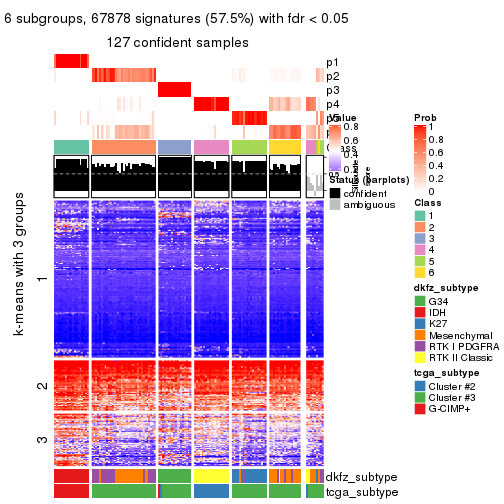 6 subgroups, 67878 signatures (57.5%) with fdr < 0.05
127 confident samples
p1
p2
p3
p4
k-means with 3 groups
1
2
3
Value
0.8
0.6
0.4
0.2
Status (barplots)
confident
ambiguous
Prob
1
0.8
0.6
0.4
0.2
0
Class
1
2
3
4
5
6
dkfz_subtype
G34
IDH
K27
Mesenchymal
RTK I PDGFRA
RTK II Classic
tcga_subtype
Cluster #2
Cluster #3
G-CIMP+
dkfz_subtype
tcga_subtype